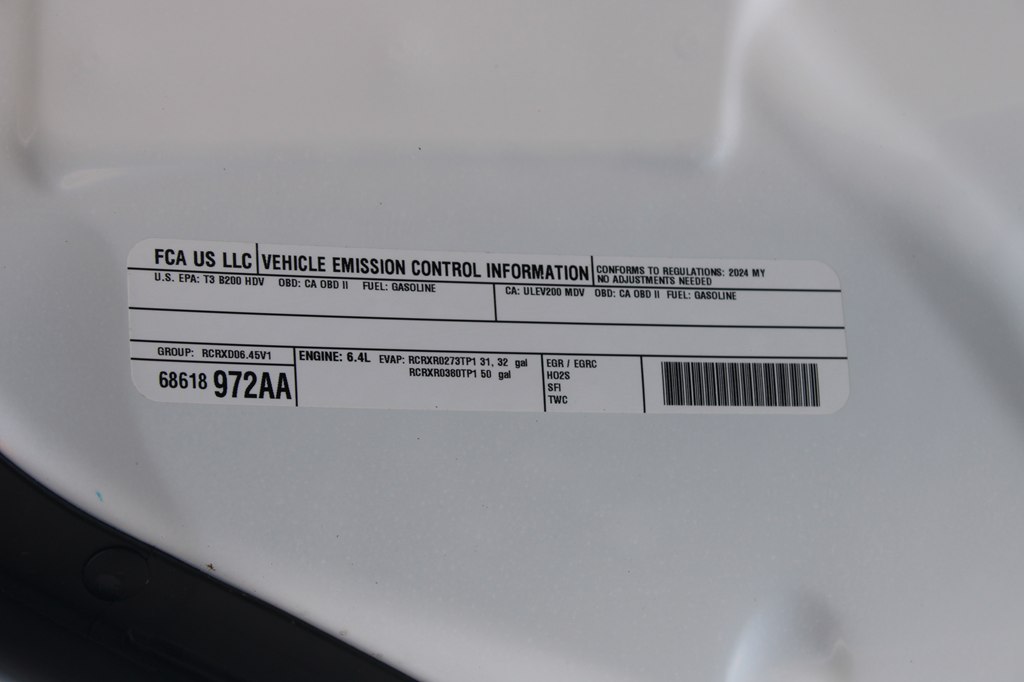 FCA US LLC
VEHICLE EMISSION CONTROL INFORMATION
CONFORMS TO REGULATIONS: 2024 MY
NO ADJUSTMENTS NEEDED
U.S. EPA: T3 B200 HDV OBD: CA OBD II FUEL: GASOLINE
CA: ULEV200 MDV OBD: CA OBD II FUEL: GASOLINE
GROUP: RCRXD06.45V1
68618 972AA
ENGINE: 6.4L EVAP: RCRXR0273TP1 31, 32 gal
RCRXR0380TP1 50 gal
EGR / EGRC
HO2S
SFI
TWC